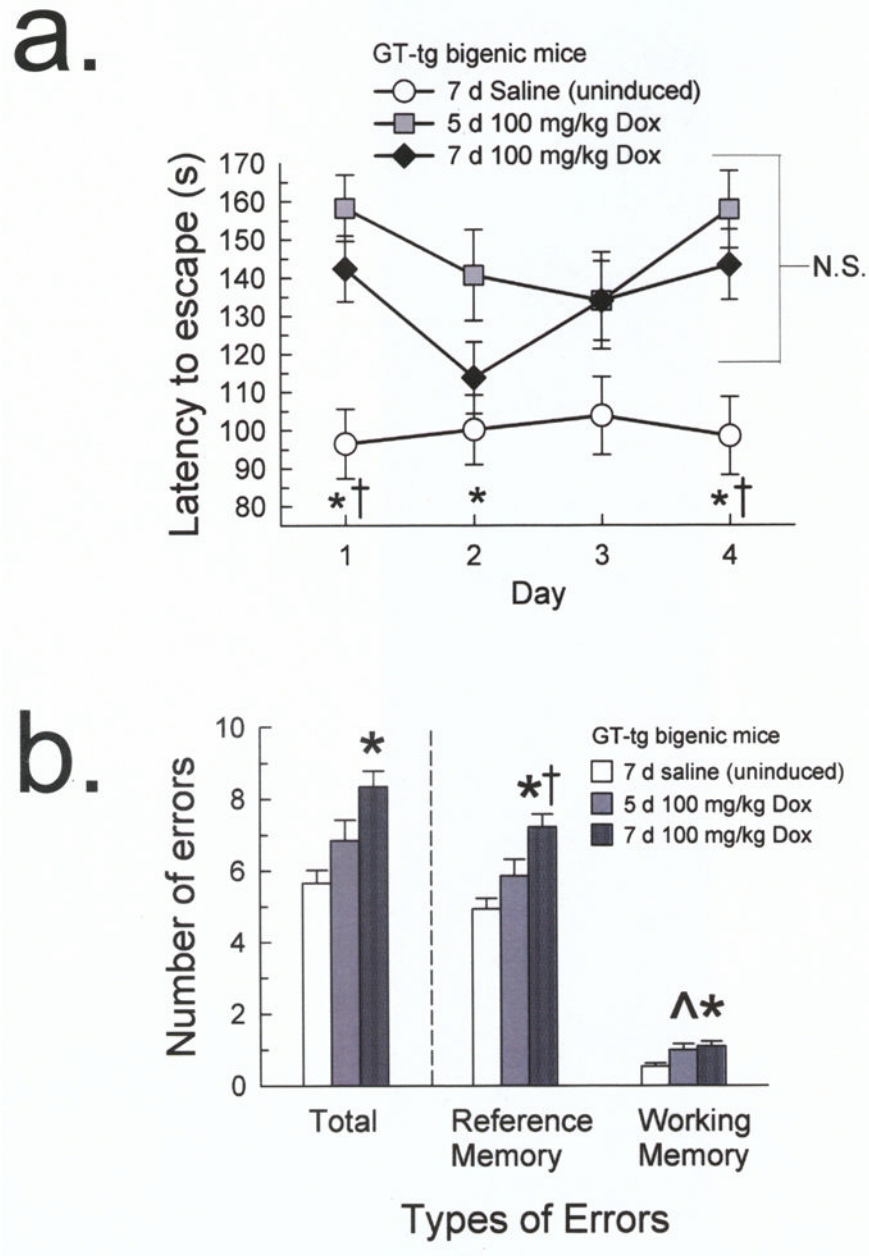 a.
GT-tg bigenic mice
7 d Saline (uninduced)
5 d 100 mg/kg Dox
7 d 100 mg/kg Dox
Latency to escape (s)
170
160
150
140
130
120
110
100
90
80
N.S.
*† * *†
1 2 3 4
Day
b.
GT-tg bigenic mice
7 d saline (uninduced)
5 d 100 mg/kg Dox
7 d 100 mg/kg Dox
Number of errors
10
8
6
4
2
0
*
*†
^*
Total
Reference Memory
Working Memory
Types of Errors